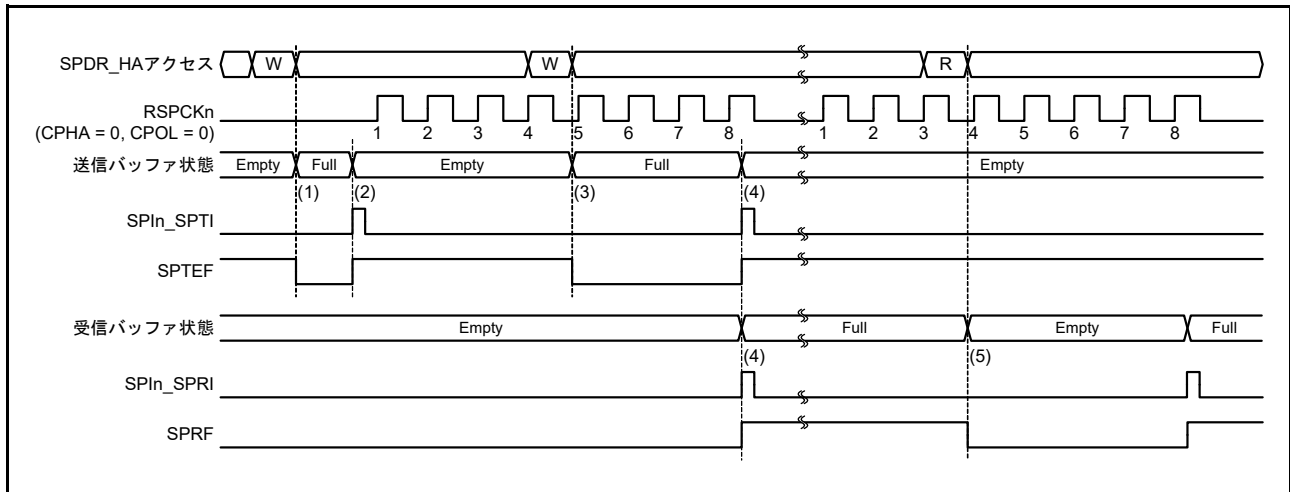 SPDR_HAアクセス W W R
RSPCKn
(CPHA = 0, CPOL = 0)
1 2 3 4 5 6 7 8 1 2 3 4 5 6 7 8
送信バッファ状態 Empty Full Empty Full Empty
(1) (2) (3) (4)
SPIn_SPTI
SPTEF
受信バッファ状態 Empty Full Empty Full
(4) (5)
SPIn_SPRI
SPRF